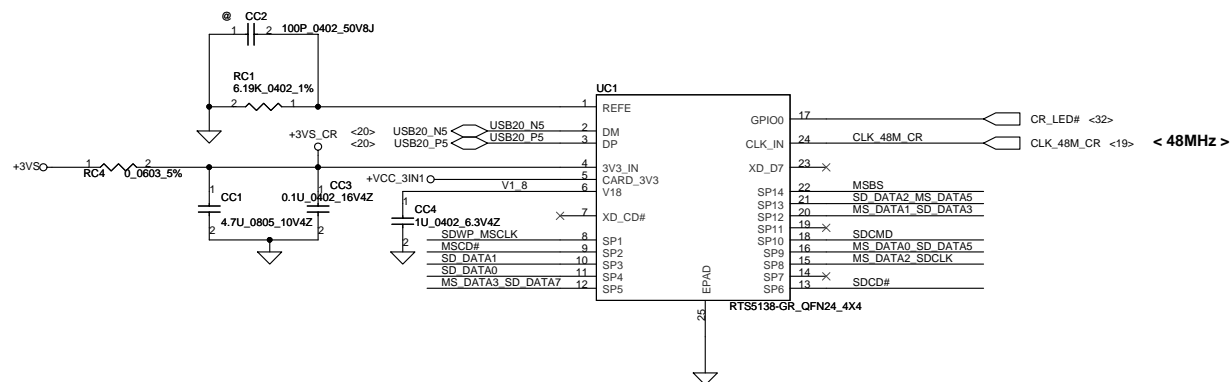 @
CC2
1 2
100P_0402_50V8J
RC1
6.19K_0402_1%
2 1
+3VS_CR
+3VS
1 2
RC4
0_0603_5%
1
CC1
4.7U_0805_10V4Z
2
1
CC3
0.1U_0402_16V4Z
2
<20> USB20_N5 USB20_N5
<20> USB20_P5 USB20_P5
+VCC_3IN1
V1_8
1
CC4
1U_0402_6.3V4Z
2
SDWP_MSCLK
MSCD#
SD_DATA1
SD_DATA0
MS_DATA3_SD_DATA7
UC1
1 REFE
2 DM
3 DP
4 3V3_IN
5 CARD_3V3
6 V18
7 XD_CD#
8 SP1
9 SP2
10 SP3
11 SP4
12 SP5
EPAD
25
GPIO0 17 CR_LED# <32>
CLK_IN 24 CLK_48M_CR CLK_48M_CR <19> < 48MHz >
XD_D7 23
SP14 22 MSBS
SP13 21 SD_DATA2_MS_DATA5
SP12 20 MS_DATA1_SD_DATA3
SP11 19
SP10 18 SDCMD
SP9 16 MS_DATA0_SD_DATA5
SP8 15 MS_DATA2_SDCLK
SP7 14
SP6 13 SDCD#
RTS5138-GR_QFN24_4X4